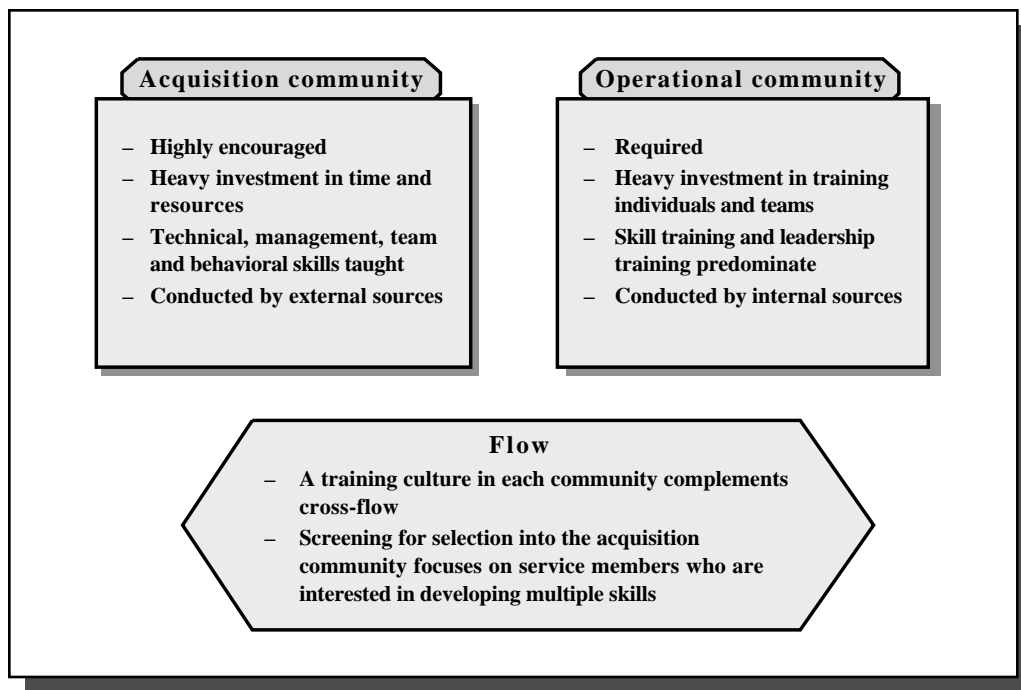 Acquisition community
– Highly encouraged
– Heavy investment in time and
resources
– Technical, management, team
and behavioral skills taught
– Conducted by external sources
Operational community
– Required
– Heavy investment in training
individuals and teams
– Skill training and leadership
training predominate
– Conducted by internal sources
Flow
– A training culture in each community complements
cross-flow
– Screening for selection into the acquisition
community focuses on service members who are
interested in developing multiple skills